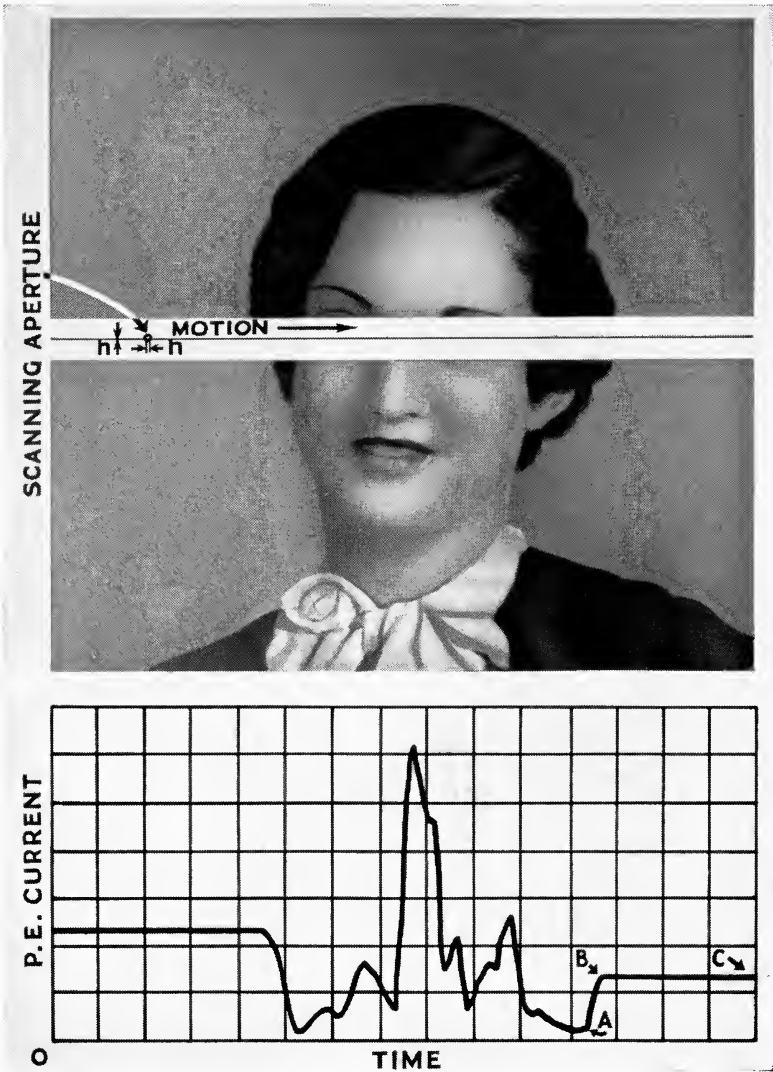 SCANNING APERTURE
MOTION
h h
P.E. CURRENT
B C
A
O TIME